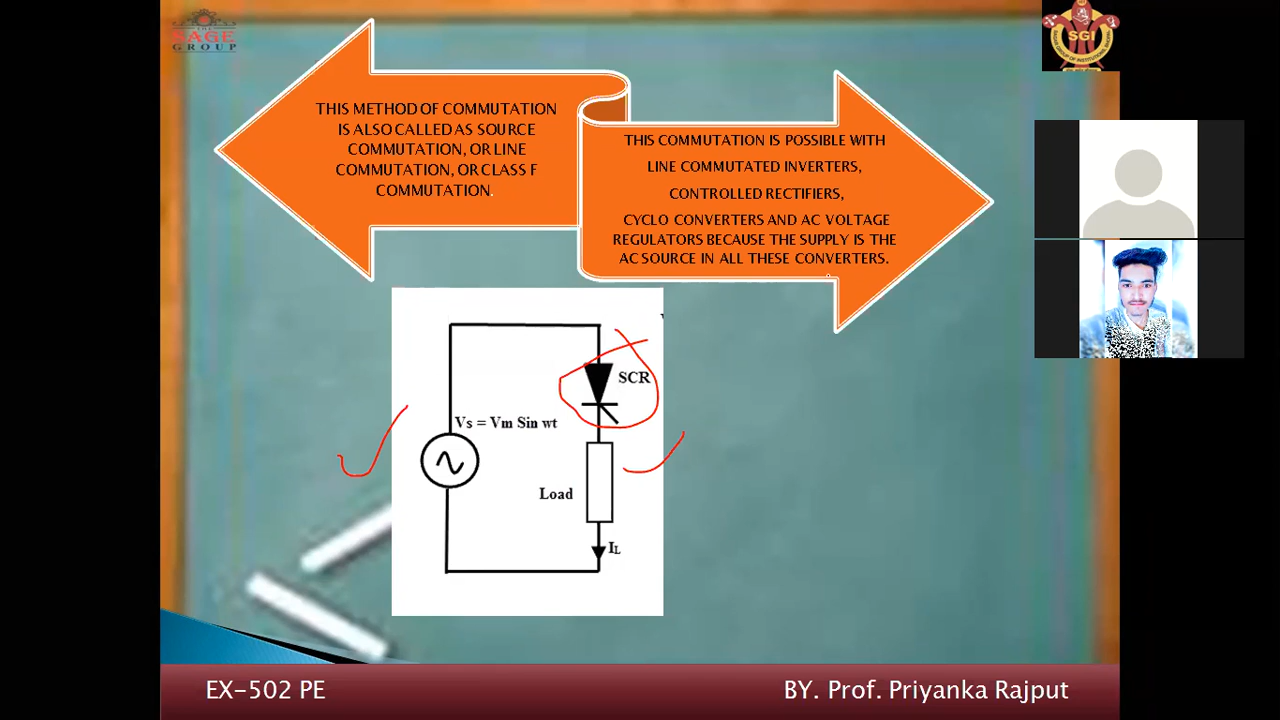 THE
SAGE
GROUP
SGI
THIS METHOD OF COMMUTATION
IS ALSO CALLED AS SOURCE
COMMUTATION, OR LINE
COMMUTATION, OR CLASS F
COMMUTATION.
THIS COMMUTATION IS POSSIBLE WITH
LINE COMMUTATED INVERTERS,
CONTROLLED RECTIFIERS,
CYCLO CONVERTERS AND AC VOLTAGE
REGULATORS BECAUSE THE SUPPLY IS THE
AC SOURCE IN ALL THESE CONVERTERS.
SCR
Vs = Vm Sin wt
Load
IL
EX-502 PE
BY. Prof. Priyanka Rajput